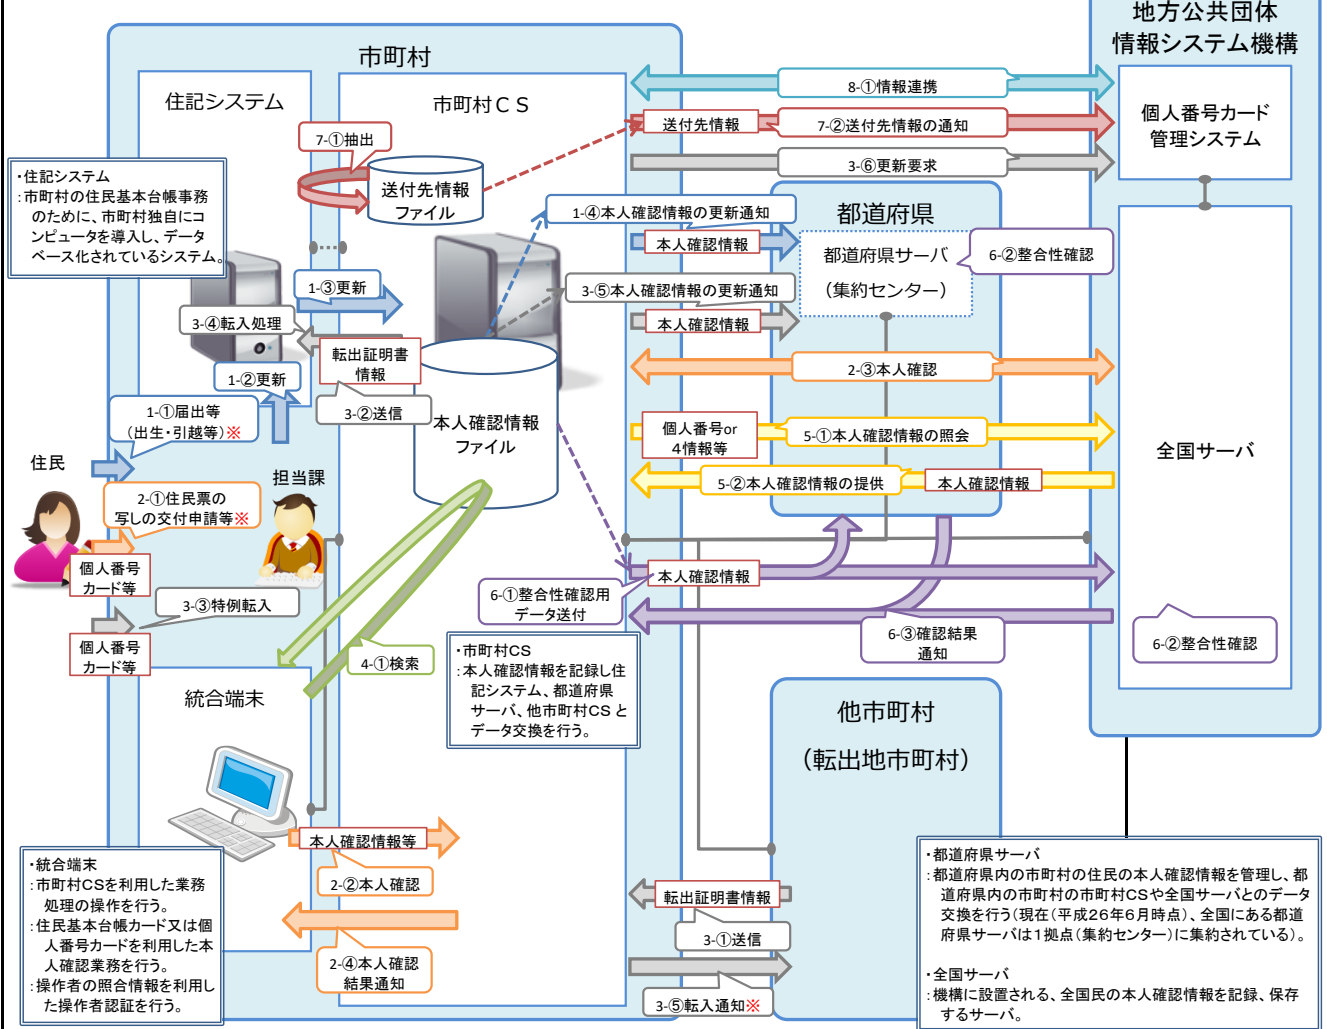 地方公共団体
情報システム機構
市町村
住記システム
市町村ＣＳ
8-①情報連携
個人番号カード
管理システム
送付先情報
7-②送付先情報の通知
7-①抽出
3-⑥更新要求
・住記システム
：市町村の住民基本台帳事務
のために、市町村独自にコ
ンピュータを導入し、データ
ベース化されているシステム。
送付先情報
ファイル
都道府県
1-④本人確認情報の更新通知
本人確認情報
都道府県サーバ
（集約センター）
6-②整合性確認
1-③更新
3-⑤本人確認情報の更新通知
本人確認情報
3-④転入処理
転出証明書
情報
2-③本人確認
1-②更新
3-②送信
1-①届出等
（出生・引越等）※
本人確認情報
ファイル
個人番号or
４情報等
5-①本人確認情報の照会
全国サーバ
住民
担当課
5-②本人確認情報の提供
本人確認情報
2-①住民票の
写しの交付申請等※
個人番号
カード等
本人確認情報
6-①整合性確認用
データ送付
3-③特例転入
個人番号
カード等
6-③確認結果
通知
6-②整合性確認
4-①検索
・市町村CS
：本人確認情報を記録し住
記システム、都道府県
サーバ、他市町村CS と
データ交換を行う。
統合端末
他市町村
（転出地市町村）
本人確認情報等
・統合端末
：市町村CSを利用した業務
処理の操作を行う。
：住民基本台帳カード又は個
人番号カードを利用した本
人確認業務を行う。
：操作者の照合情報を利用し
た操作者認証を行う。
2-②本人確認
転出証明書情報
3-①送信
2-④本人確認
結果通知
3-⑤転入通知※
・都道府県サーバ
：都道府県内の市町村の住民の本人確認情報を管理し、都
道府県内の市町村の市町村CSや全国サーバとのデータ
交換を行う（現在（平成26年６月時点）、全国にある都道
府県サーバは１拠点（集約センター）に集約されている）。
・全国サーバ
：機構に設置される、全国民の本人確認情報を記録、保存
するサーバ。